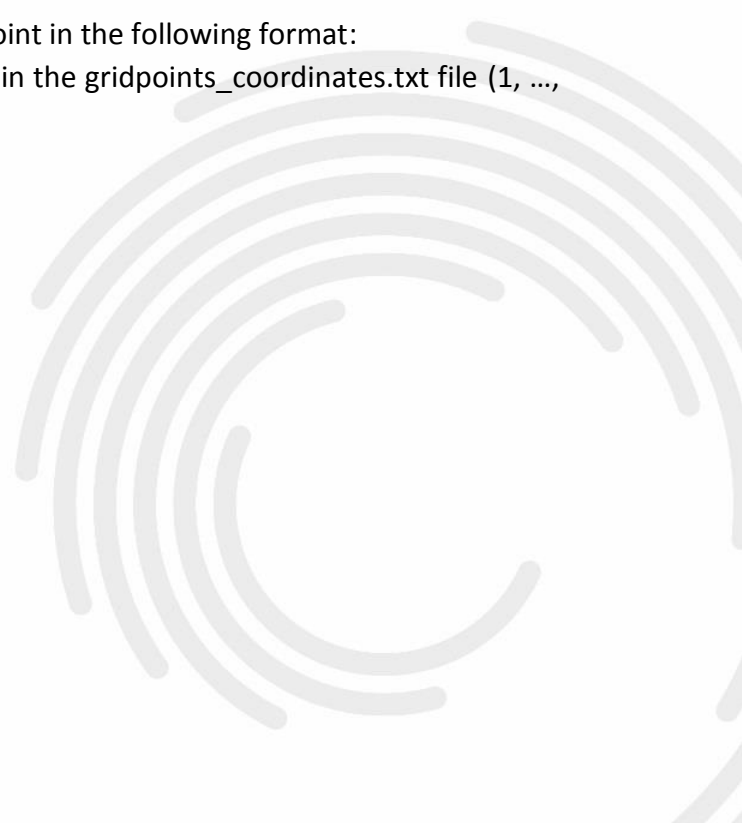 oint in the following format:
in the gridpoints_coordinates.txt file (1, …,